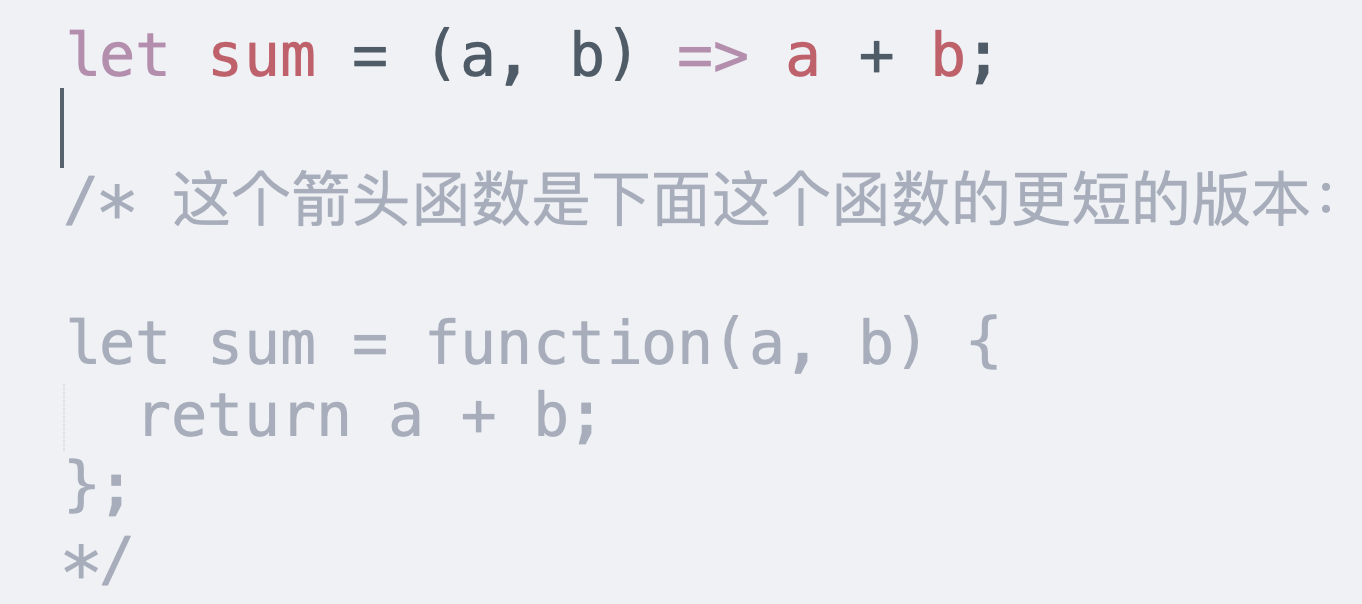 let sum = (a, b) => a + b;
/* 这个箭头函数是下面这个函数的更短的版本：
let sum = function(a, b) {
  return a + b;
};
*/